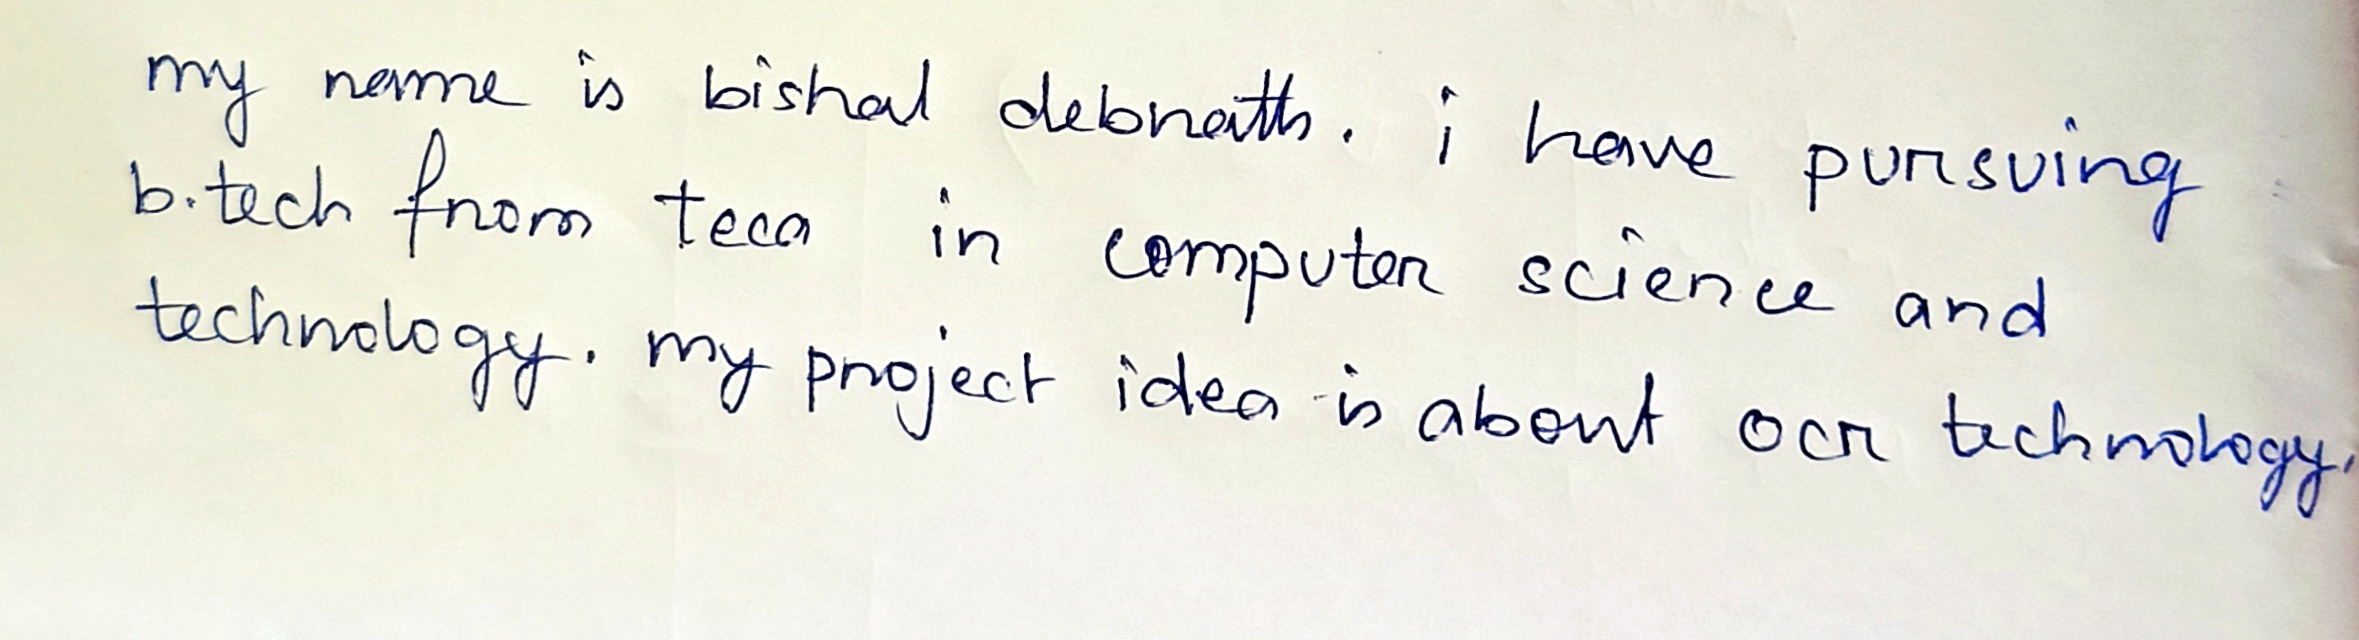 my name is bishal debnath. i have pursuing
b.tech from teca in computer science and
technology. my project idea is about ocr technology.